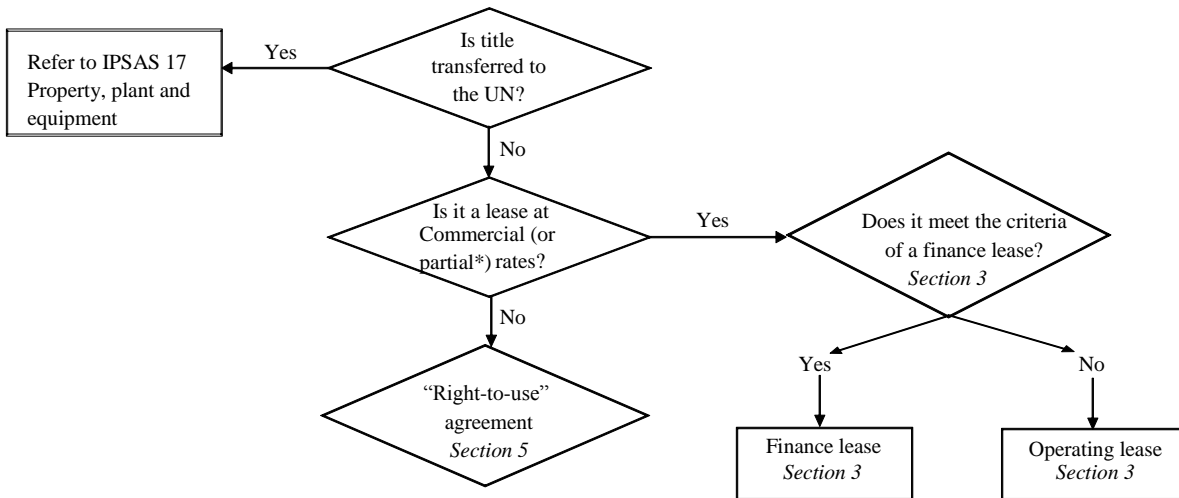 Is title
transferred to
the UN?
Yes
Refer to IPSAS 17
Property, plant and
equipment
No
Is it a lease at
Commercial (or
partial*) rates?
Yes
Does it meet the criteria
of a finance lease?
Section 3
No
“Right-to-use”
agreement
Section 5
Yes
No
Finance lease
Section 3
Operating lease
Section 3